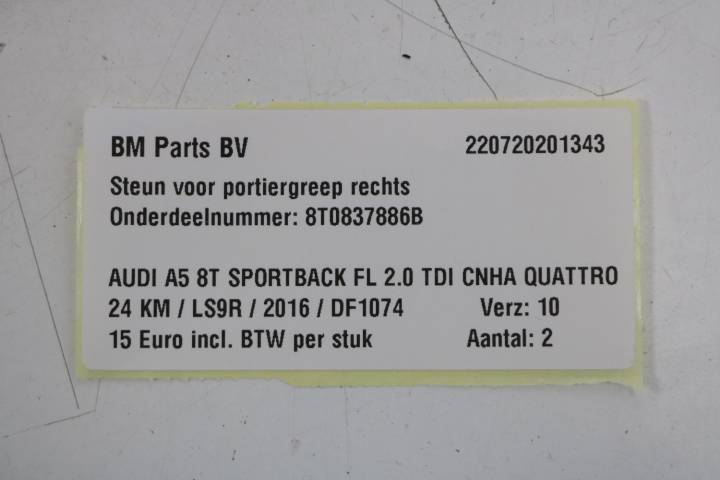 BM Parts BV 220720201343
Steun voor portiergreep rechts
Onderdeelnummer: 8T0837886B
AUDI A5 8T SPORTBACK FL 2.0 TDI CNHA QUATTRO
24 KM / LS9R / 2016 / DF1074 Verz: 10
15 Euro incl. BTW per stuk Aantal: 2